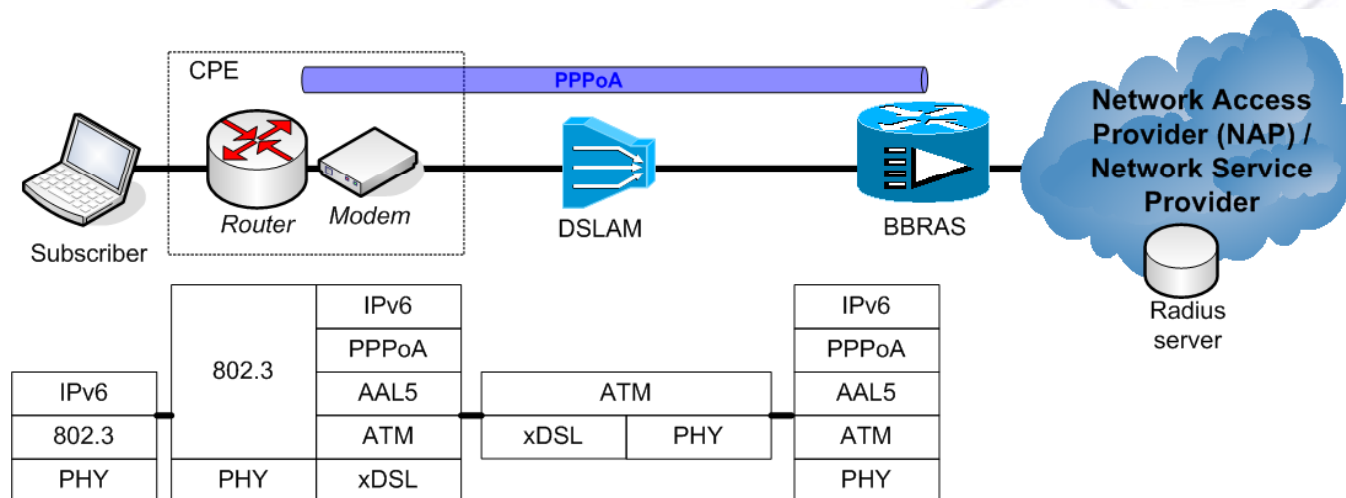 CPE
PPPoA
Network Access
Provider (NAP) /
Network Service
Provider
Router
Modem
Subscriber
DSLAM
BBRAS
Radius
server
IPv6
802.3
PHY
802.3
PHY
IPv6
PPPoA
AAL5
ATM
xDSL
ATM
xDSL
PHY
IPv6
PPPoA
AAL5
ATM
PHY